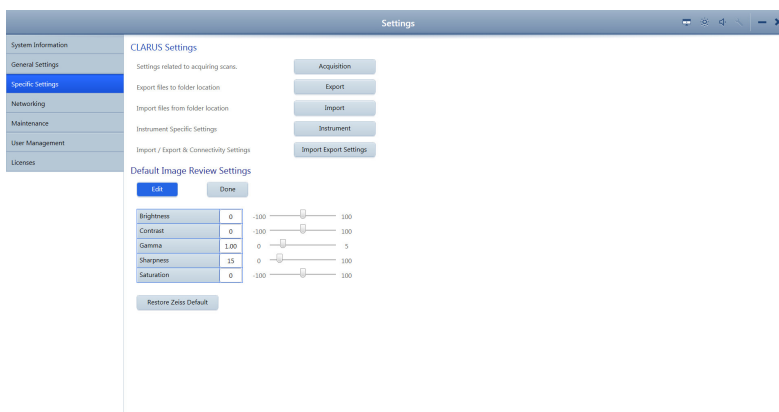 Settings
System Information
General Settings
Specific Settings
Networking
Maintenance
User Management
Licenses
CLARUS Settings
Settings related to acquiring scans. Acquisition
Export files to folder location Export
Import files from folder location Import
Instrument Specific Settings Instrument
Import / Export & Connectivity Settings Import Export Settings
Default Image Review Settings
Edit Done
Brightness 0 -100 100
Contrast 0 -100 100
Gamma 1.00 0 5
Sharpness 15 0 100
Saturation 0 -100 100
Restore Zeiss Default